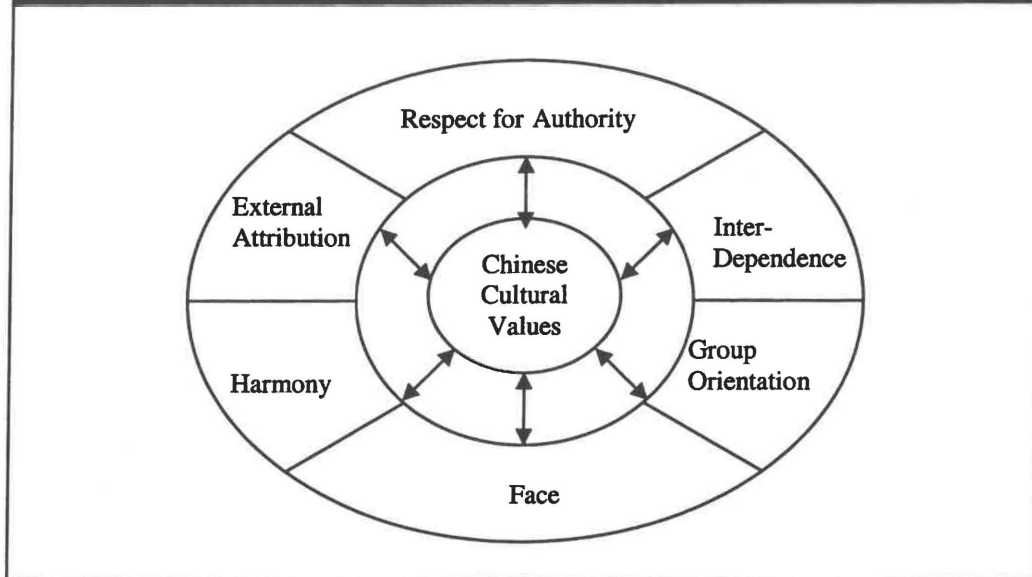 Respect for Authority
External
Attribution
Inter-
Dependence
Chinese
Cultural
Values
Group
Orientation
Harmony
Face